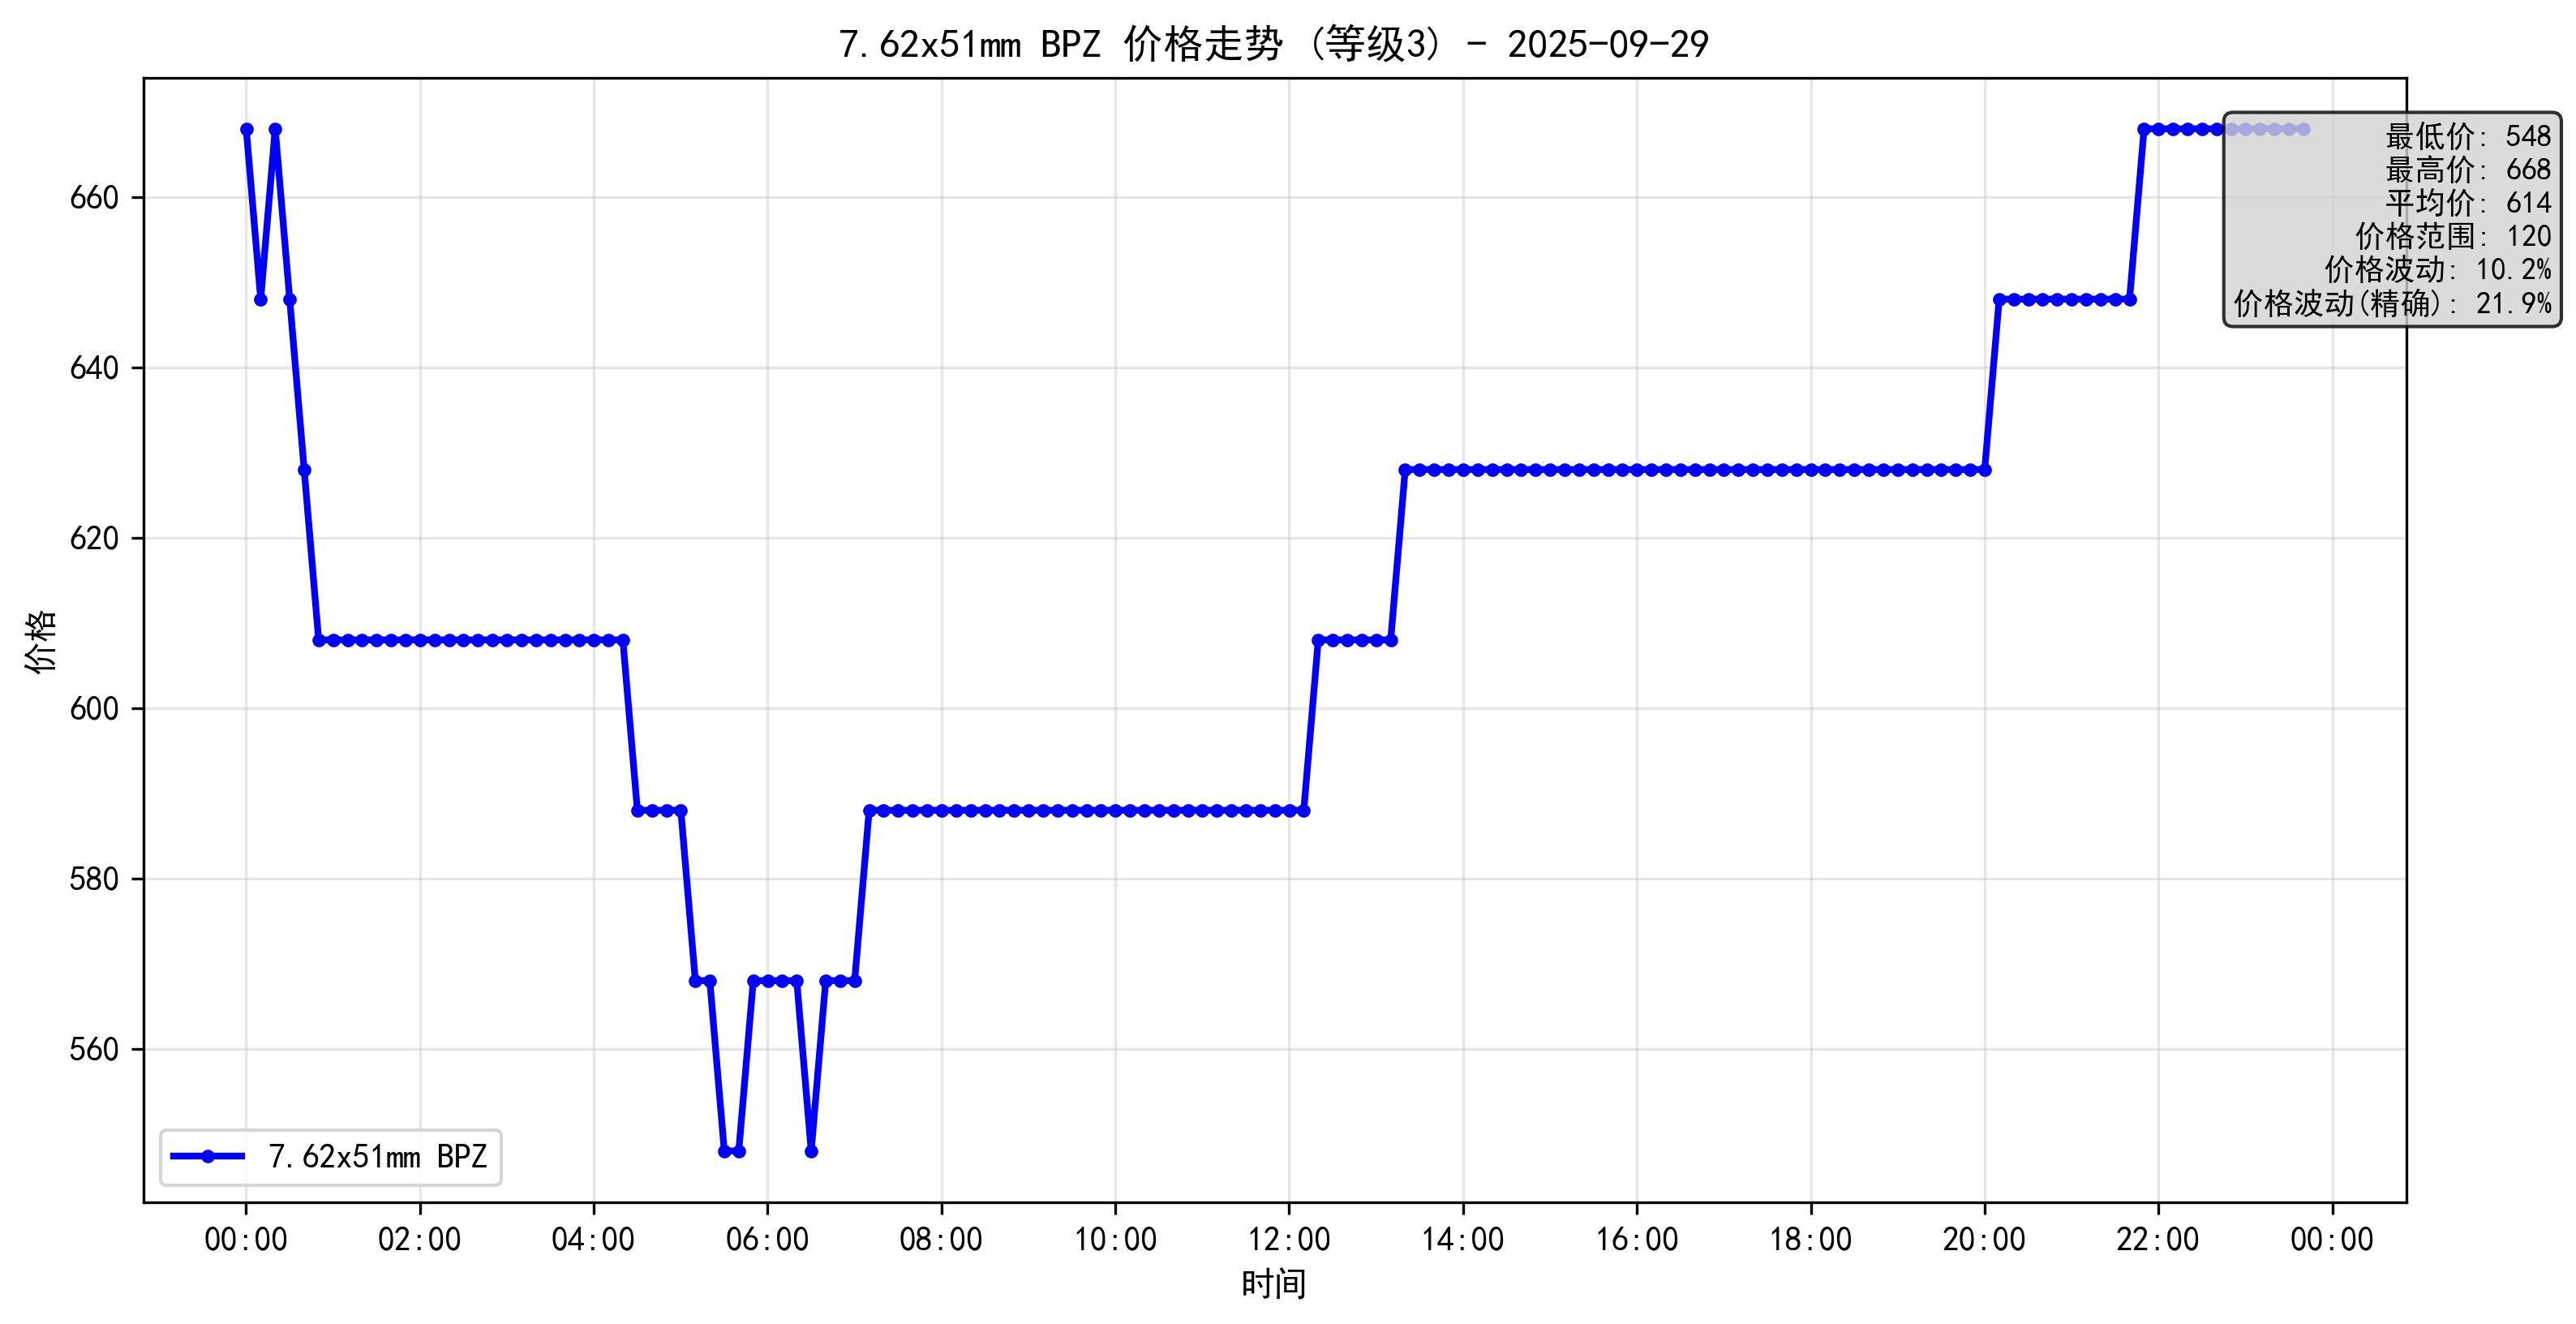 7.62x51mm BPZ 价格走势 (等级3) - 2025-09-29
最低价: 548
最高价: 668
平均价: 614
价格范围: 120
价格波动: 10.2%
价格波动(精确): 21.9%
660
640
620
600
580
560
价格
7.62x51mm BPZ
00:00 02:00 04:00 06:00 08:00 10:00 12:00 14:00 16:00 18:00 20:00 22:00 00:00
时间